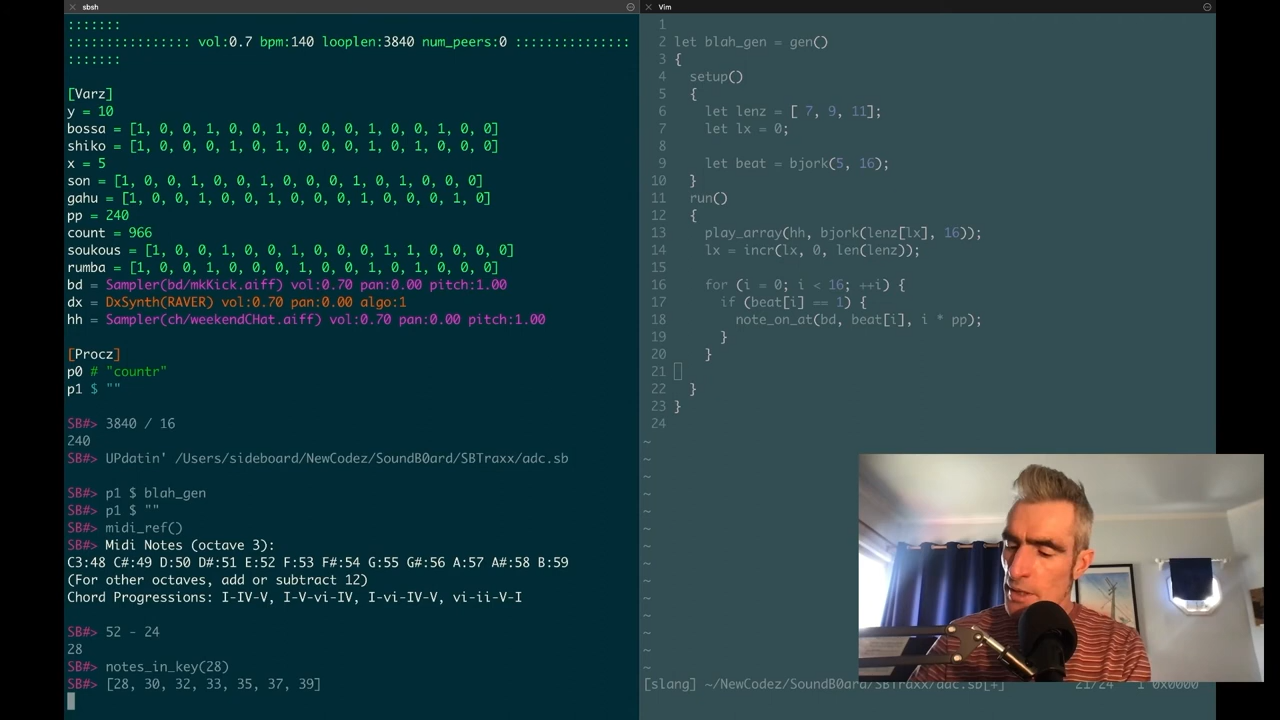 sbsh
:::::::
:::::::::::::::: vol:0.7 bpm:140 looplen:3840 num_peers:0 :::::::::::::::
:::::::
[Varz]
y = 10
bossa = [1, 0, 0, 1, 0, 0, 1, 0, 0, 0, 1, 0, 0, 1, 0, 0]
shiko = [1, 0, 0, 0, 1, 0, 1, 0, 0, 0, 1, 0, 1, 0, 0, 0]
x = 5
son = [1, 0, 0, 1, 0, 0, 1, 0, 0, 0, 1, 0, 1, 0, 0, 0]
gahu = [1, 0, 0, 1, 0, 0, 1, 0, 0, 0, 1, 0, 0, 0, 1, 0]
pp = 240
count = 966
soukous = [1, 0, 0, 1, 0, 0, 1, 0, 0, 0, 1, 1, 0, 0, 0, 0]
rumba = [1, 0, 0, 1, 0, 0, 0, 1, 0, 0, 1, 0, 1, 0, 0, 0]
bd = Sampler(bd/mkKick.aiff) vol:0.70 pan:0.00 pitch:1.00
dx = DxSynth(RAVER) vol:0.70 pan:0.00 algo:1
hh = Sampler(ch/weekendCHat.aiff) vol:0.70 pan:0.00 pitch:1.00
[Procz]
p0 # "countr"
p1 $ ""
SB#> 3840 / 16
240
SB#> UPdatin' /Users/sideboard/NewCodez/SoundB0ard/SBTraxx/adc.sb
SB#> p1 $ blah_gen
SB#> p1 $ ""
SB#> midi_ref()
SB#> Midi Notes (octave 3):
C3:48 C#:49 D:50 D#:51 E:52 F:53 F#:54 G:55 G#:56 A:57 A#:58 B:59
(For other octaves, add or subtract 12)
Chord Progressions: I-IV-V, I-V-vi-IV, I-vi-IV-V, vi-ii-V-I
SB#> 52 - 24
28
SB#> notes_in_key(28)
SB#> [28, 30, 32, 33, 35, 37, 39]
Vim
1
2 let blah_gen = gen()
3 {
4 setup()
5 {
6 let lenz = [ 7, 9, 11];
7 let lx = 0;
8
9 let beat = bjork(5, 16);
10 }
11 run()
12 {
13 play_array(hh, bjork(lenz[lx], 16));
14 lx = incr(lx, 0, len(lenz));
15
16 for (i = 0; i < 16; ++i) {
17 if (beat[i] == 1) {
18 note_on_at(bd, beat[i], i * pp);
19 }
20 }
21
22 }
23 }
24
~
~
~
~
~
~
~
~
~
~
~
~
~
~
[slang] ~/NewCodez/SoundB0ard/SBTraxx/adc.sb[+] 21/24 1 0x0000